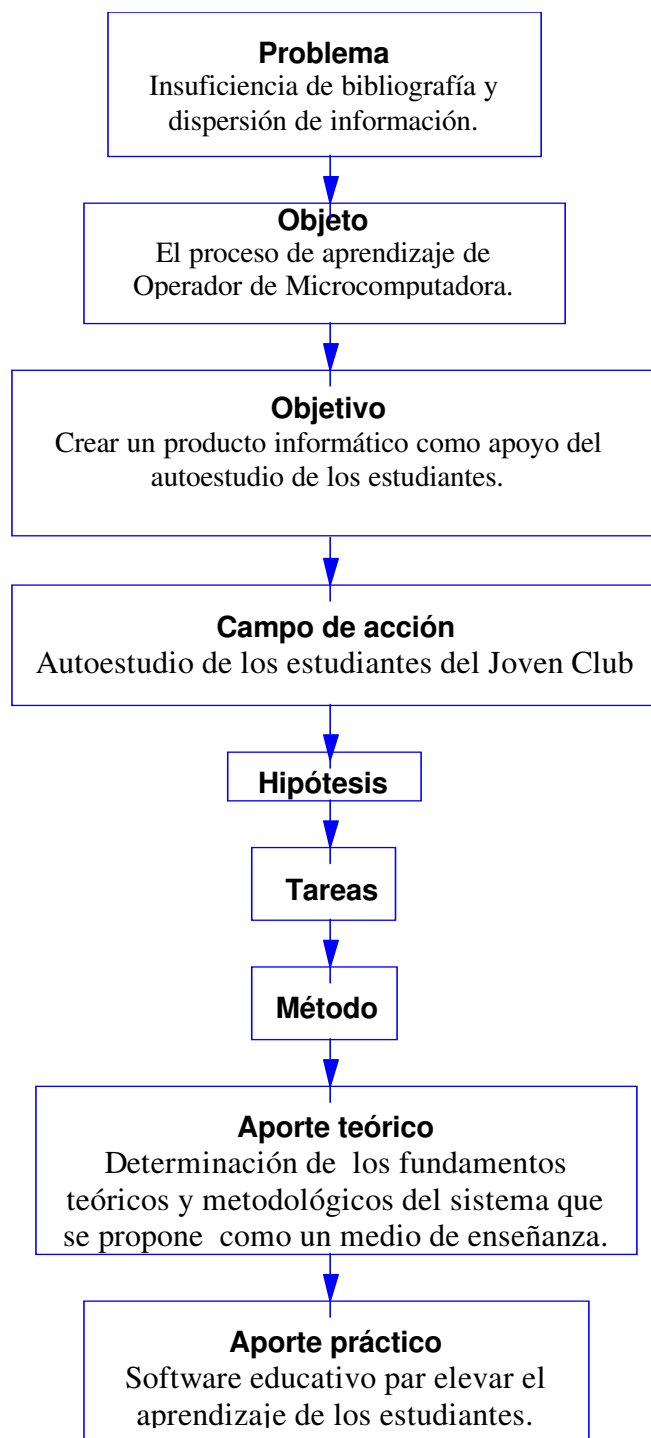 Problema
Insuficiencia de bibliografía y
dispersión de información.
Objeto
El proceso de aprendizaje de
Operador de Microcomputadora.
Objetivo
Crear un producto informático como apoyo del
autoestudio de los estudiantes.
Campo de acción
Autoestudio de los estudiantes del Joven Club
Hipótesis
Tareas
Método
Aporte teórico
Determinación de los fundamentos
teóricos y metodológicos del sistema que
se propone como un medio de enseñanza.
Aporte práctico
Software educativo par elevar el
aprendizaje de los estudiantes.